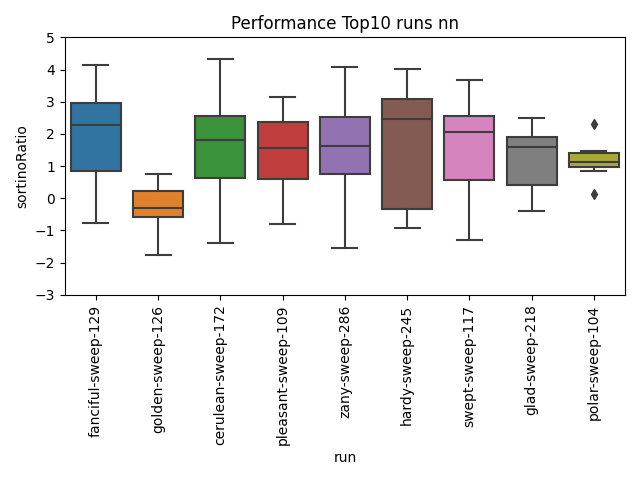 Performance Top10 runs nn
sortinoRatio
5
4
3
2
1
0
−1
−2
−3
fanciful-sweep-129
golden-sweep-126
cerulean-sweep-172
pleasant-sweep-109
zany-sweep-286
hardy-sweep-245
swept-sweep-117
glad-sweep-218
polar-sweep-104
run